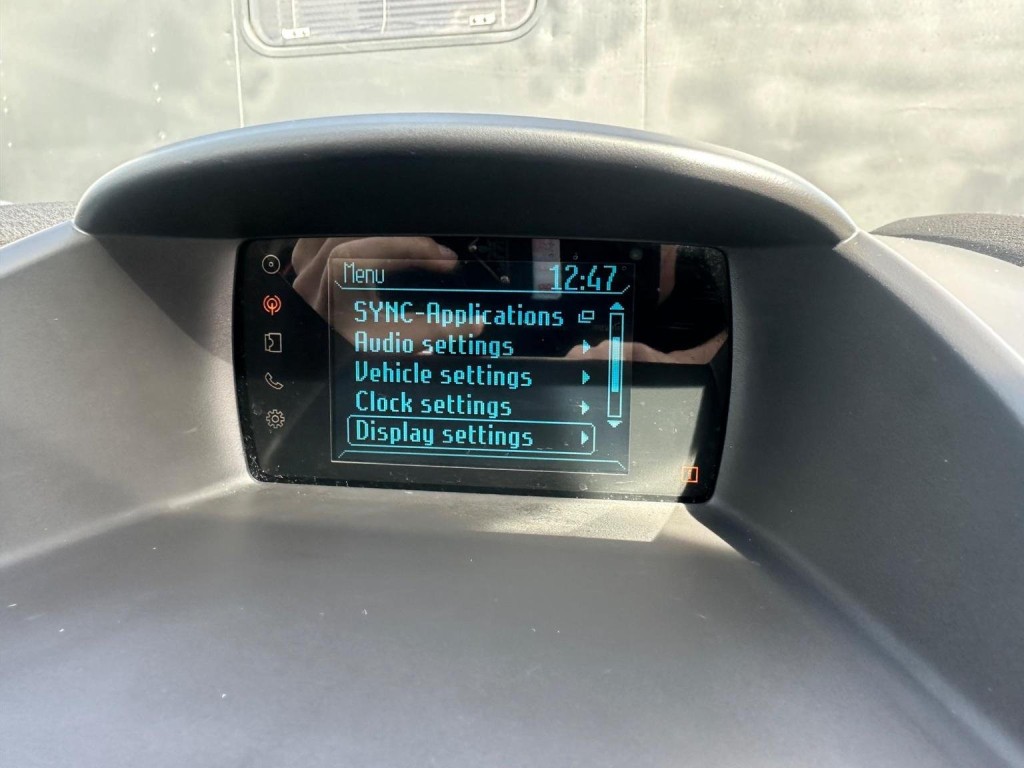 Menu 12:47
SYNC-Applications
Audio settings
Vehicle settings
Clock settings
Display settings